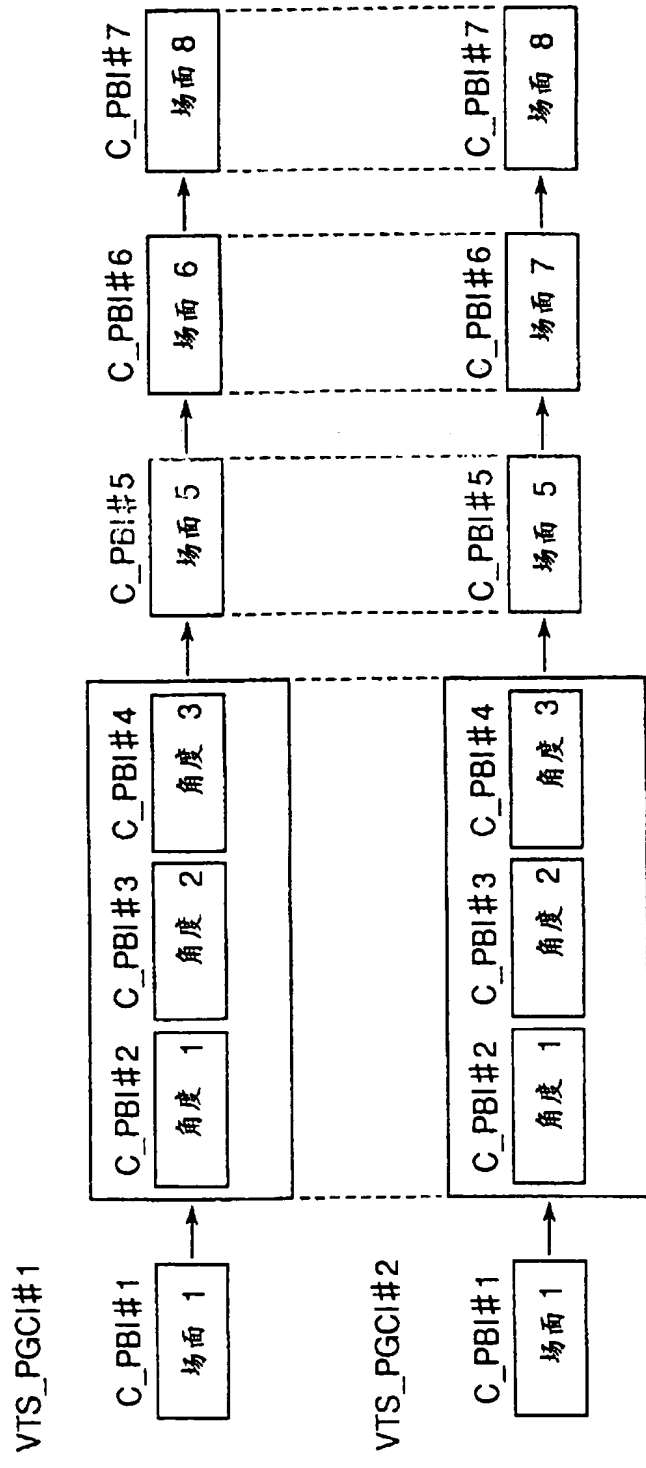 VTS_PGCI#1
C_PBI#1
场面 1
C_PBI#2
角度 1
C_PBI#3
角度 2
C_PBI#4
角度 3
C_PBI#5
场面 5
C_PBI#6
场面 6
C_PBI#7
场面 8
VTS_PGCI#2
C_PBI#1
场面 1
C_PBI#2
角度 1
C_PBI#3
角度 2
C_PBI#4
角度 3
C_PBI#5
场面 5
C_PBI#6
场面 7
C_PBI#7
场面 8